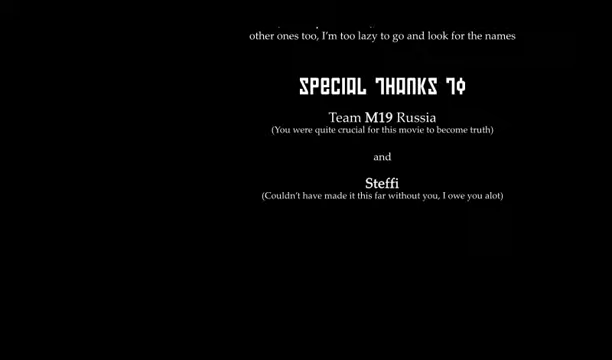 other ones too, I'm too lazy to go and look for the names
SPECIAL THANKS TO
Team M19 Russia
(You were quite crucial for this movie to become truth)
and
Steffi
(Couldn't have made it this far without you, I owe you alot)